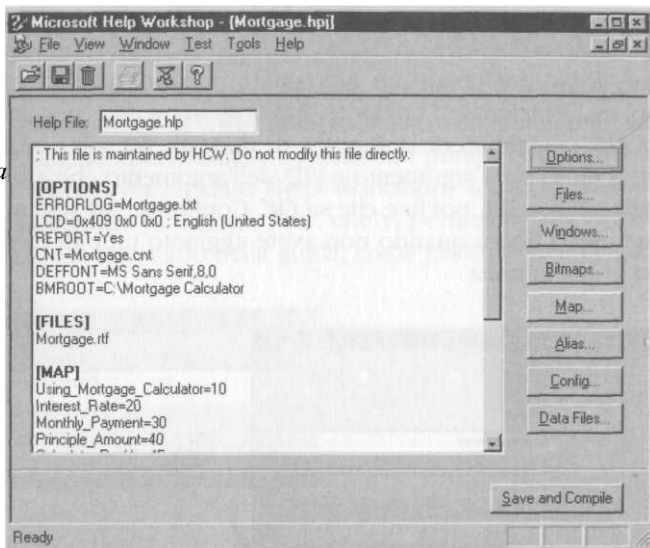 Microsoft Help Workshop - [Mortgage.hpj]
File View Window Test Tools Help
Help File: Mortgage.hlp
; This file is maintained by HCW. Do not modify this file directly.
[OPTIONS]
ERRORLOG=Mortgage.txt
LCID=0x409 0x0 0x0 ; English (United States)
REPORT=Yes
CNT=Mortgage.cnt
DEFFONT=MS Sans Serif,8,0
BMROOT=C:\Mortgage Calculator
[FILES]
Mortgage.rtf
[MAP]
Using_Mortgage_Calculator=10
Interest_Rate=20
Monthly_Payment=30
Principle_Amount=40
Options...
Files...
Windows...
Bitmaps...
Map...
Alias...
Config...
Data Files...
Save and Compile
Ready